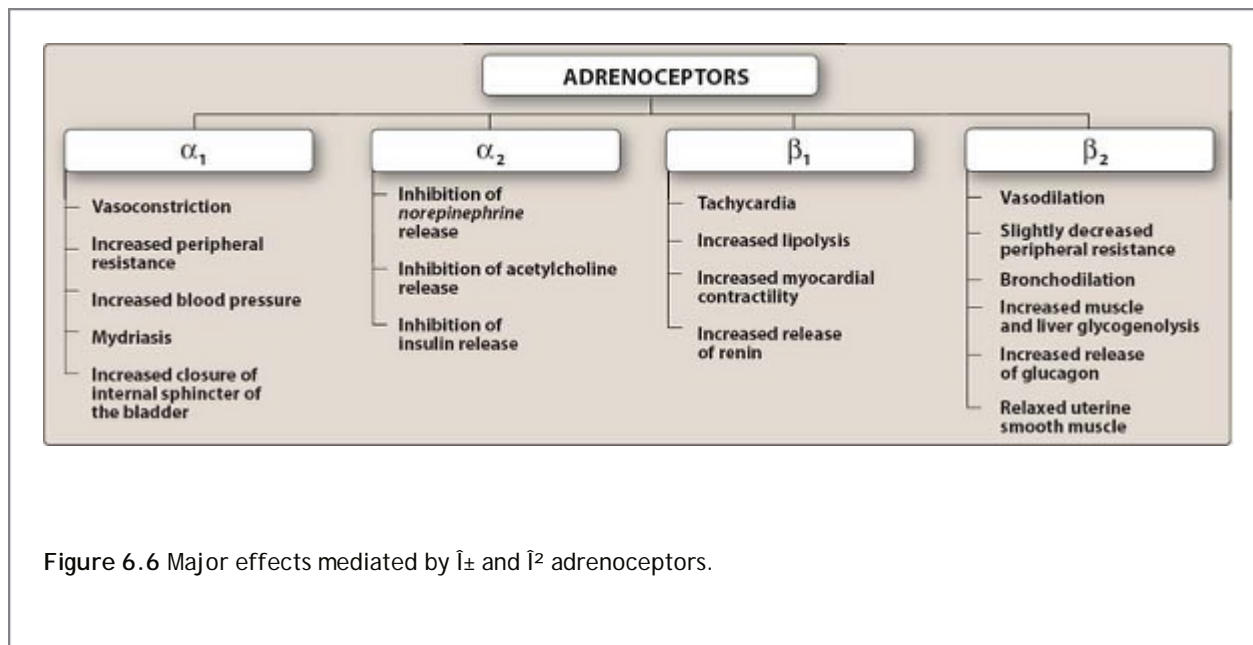 ADRENOCEPTORS
α₁
Vasoconstriction
Increased peripheral
resistance
Increased blood pressure
Mydriasis
Increased closure of
internal sphincter of
the bladder
α₂
Inhibition of
norepinephrine
release
Inhibition of acetylcholine
release
Inhibition of
insulin release
β₁
Tachycardia
Increased lipolysis
Increased myocardial
contractility
Increased release
of renin
β₂
Vasodilation
Slightly decreased
peripheral resistance
Bronchodilation
Increased muscle
and liver glycogenolysis
Increased release
of glucagon
Relaxed uterine
smooth muscle
Figure 6.6 Major effects mediated by Î± and Î² adrenoceptors.